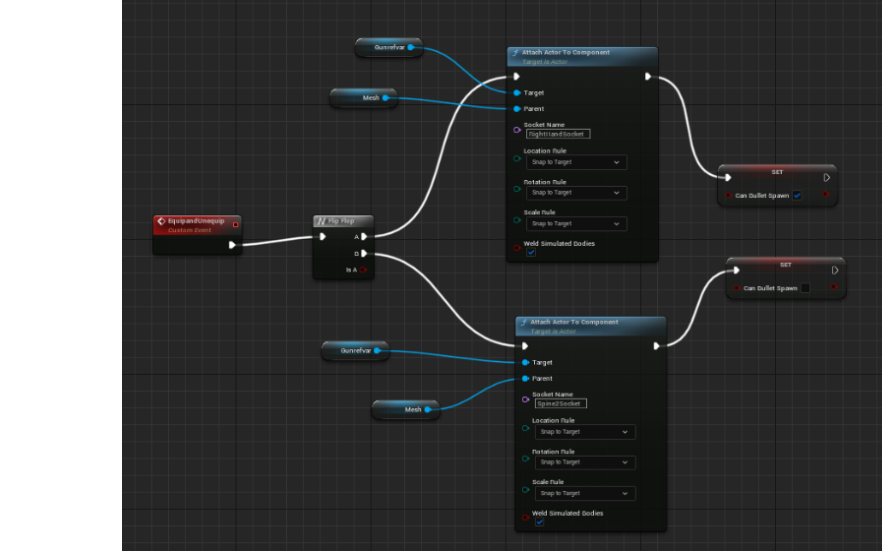 Gunrefvar
Mesh
Attach Actor To Component
Target is Actor
Target
Parent
Socket Name
RightHandSocket
Location Rule
Snap to Target
Rotation Rule
Snap to Target
Scale Rule
Snap to Target
Weld Simulated Bodies
SET
Can Bullet Spawn
EquipandUnequip
Custom Event
Flip Flop
A
B
Is A
SET
Can Bullet Spawn
Gunrefvar
Mesh
Attach Actor To Component
Target is Actor
Target
Parent
Socket Name
Spine2Socket
Location Rule
Snap to Target
Rotation Rule
Snap to Target
Scale Rule
Snap to Target
Weld Simulated Bodies